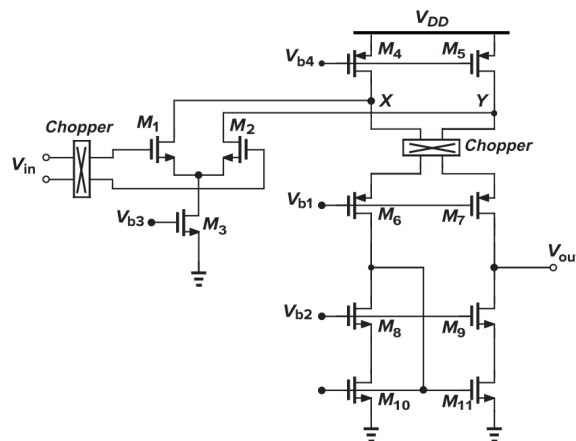 V_DD
M_4
M_5
V_b4
X
Y
Chopper
M_1
M_2
Chopper
V_in
V_b3
M_3
V_b1
M_6
M_7
V_out
V_b2
M_8
M_9
M_10
M_11